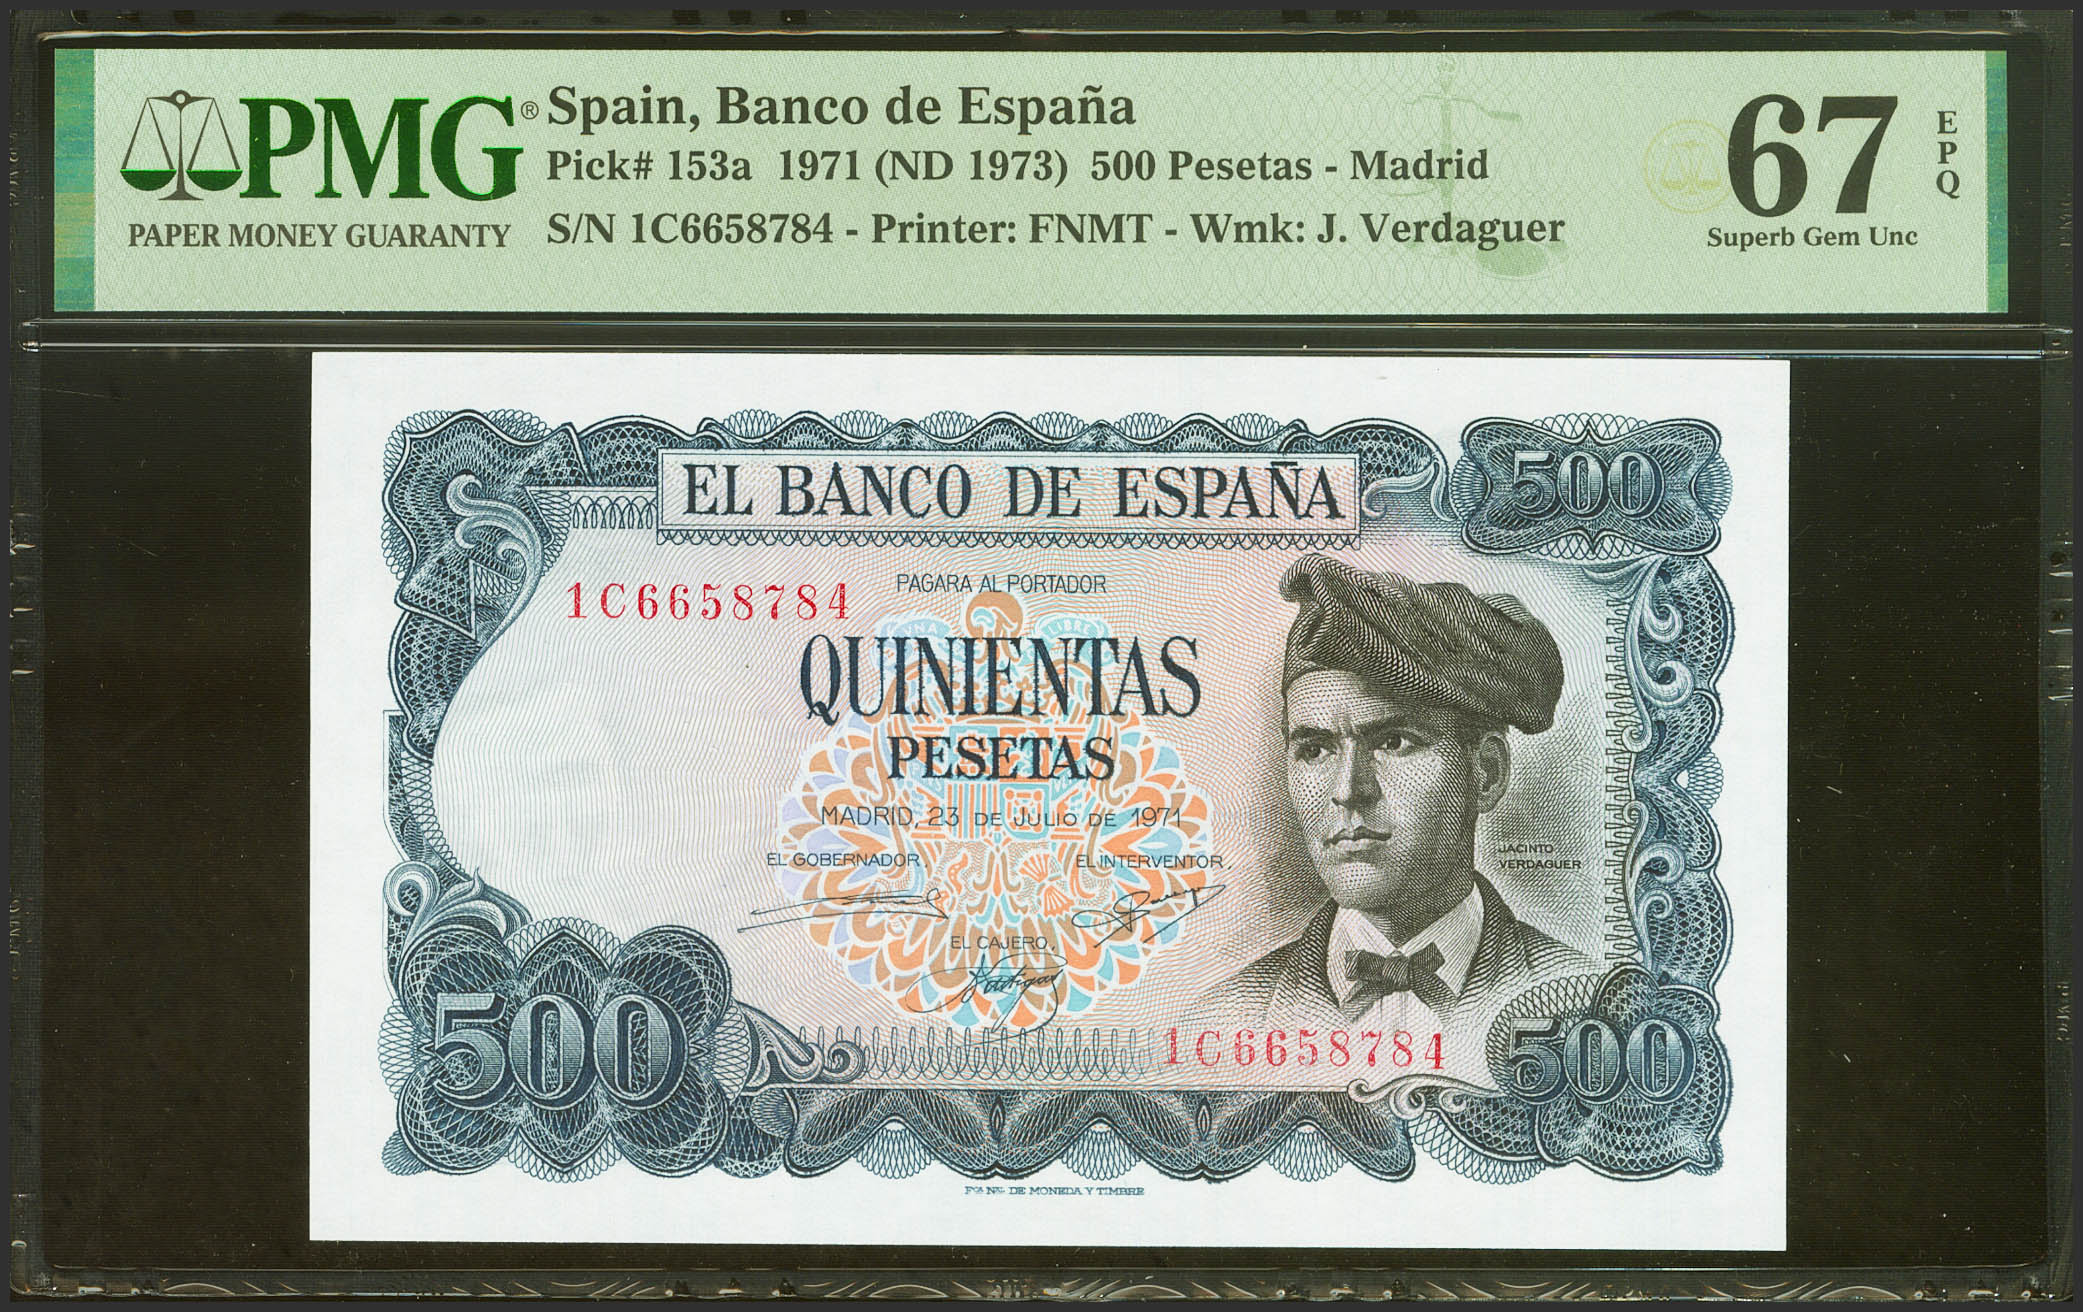 PMG®
PAPER MONEY GUARANTY
Spain, Banco de España
Pick# 153a 1971 (ND 1973) 500 Pesetas - Madrid
S/N 1C6658784 - Printer: FNMT - Wmk: J. Verdaguer
67
EPQ
Superb Gem Unc
EL BANCO DE ESPAÑA
500
1C6658784
PAGARA AL PORTADOR
UNA LIBRE
QUINIENTAS
PESETAS
MADRID, 23 DE JULIO DE 1971
EL GOBERNADOR,
EL INTERVENTOR
JACINTO
VERDAGUER
EL CAJERO,
500
1C6658784
500
Fca Nal DE MONEDA Y TIMBRE